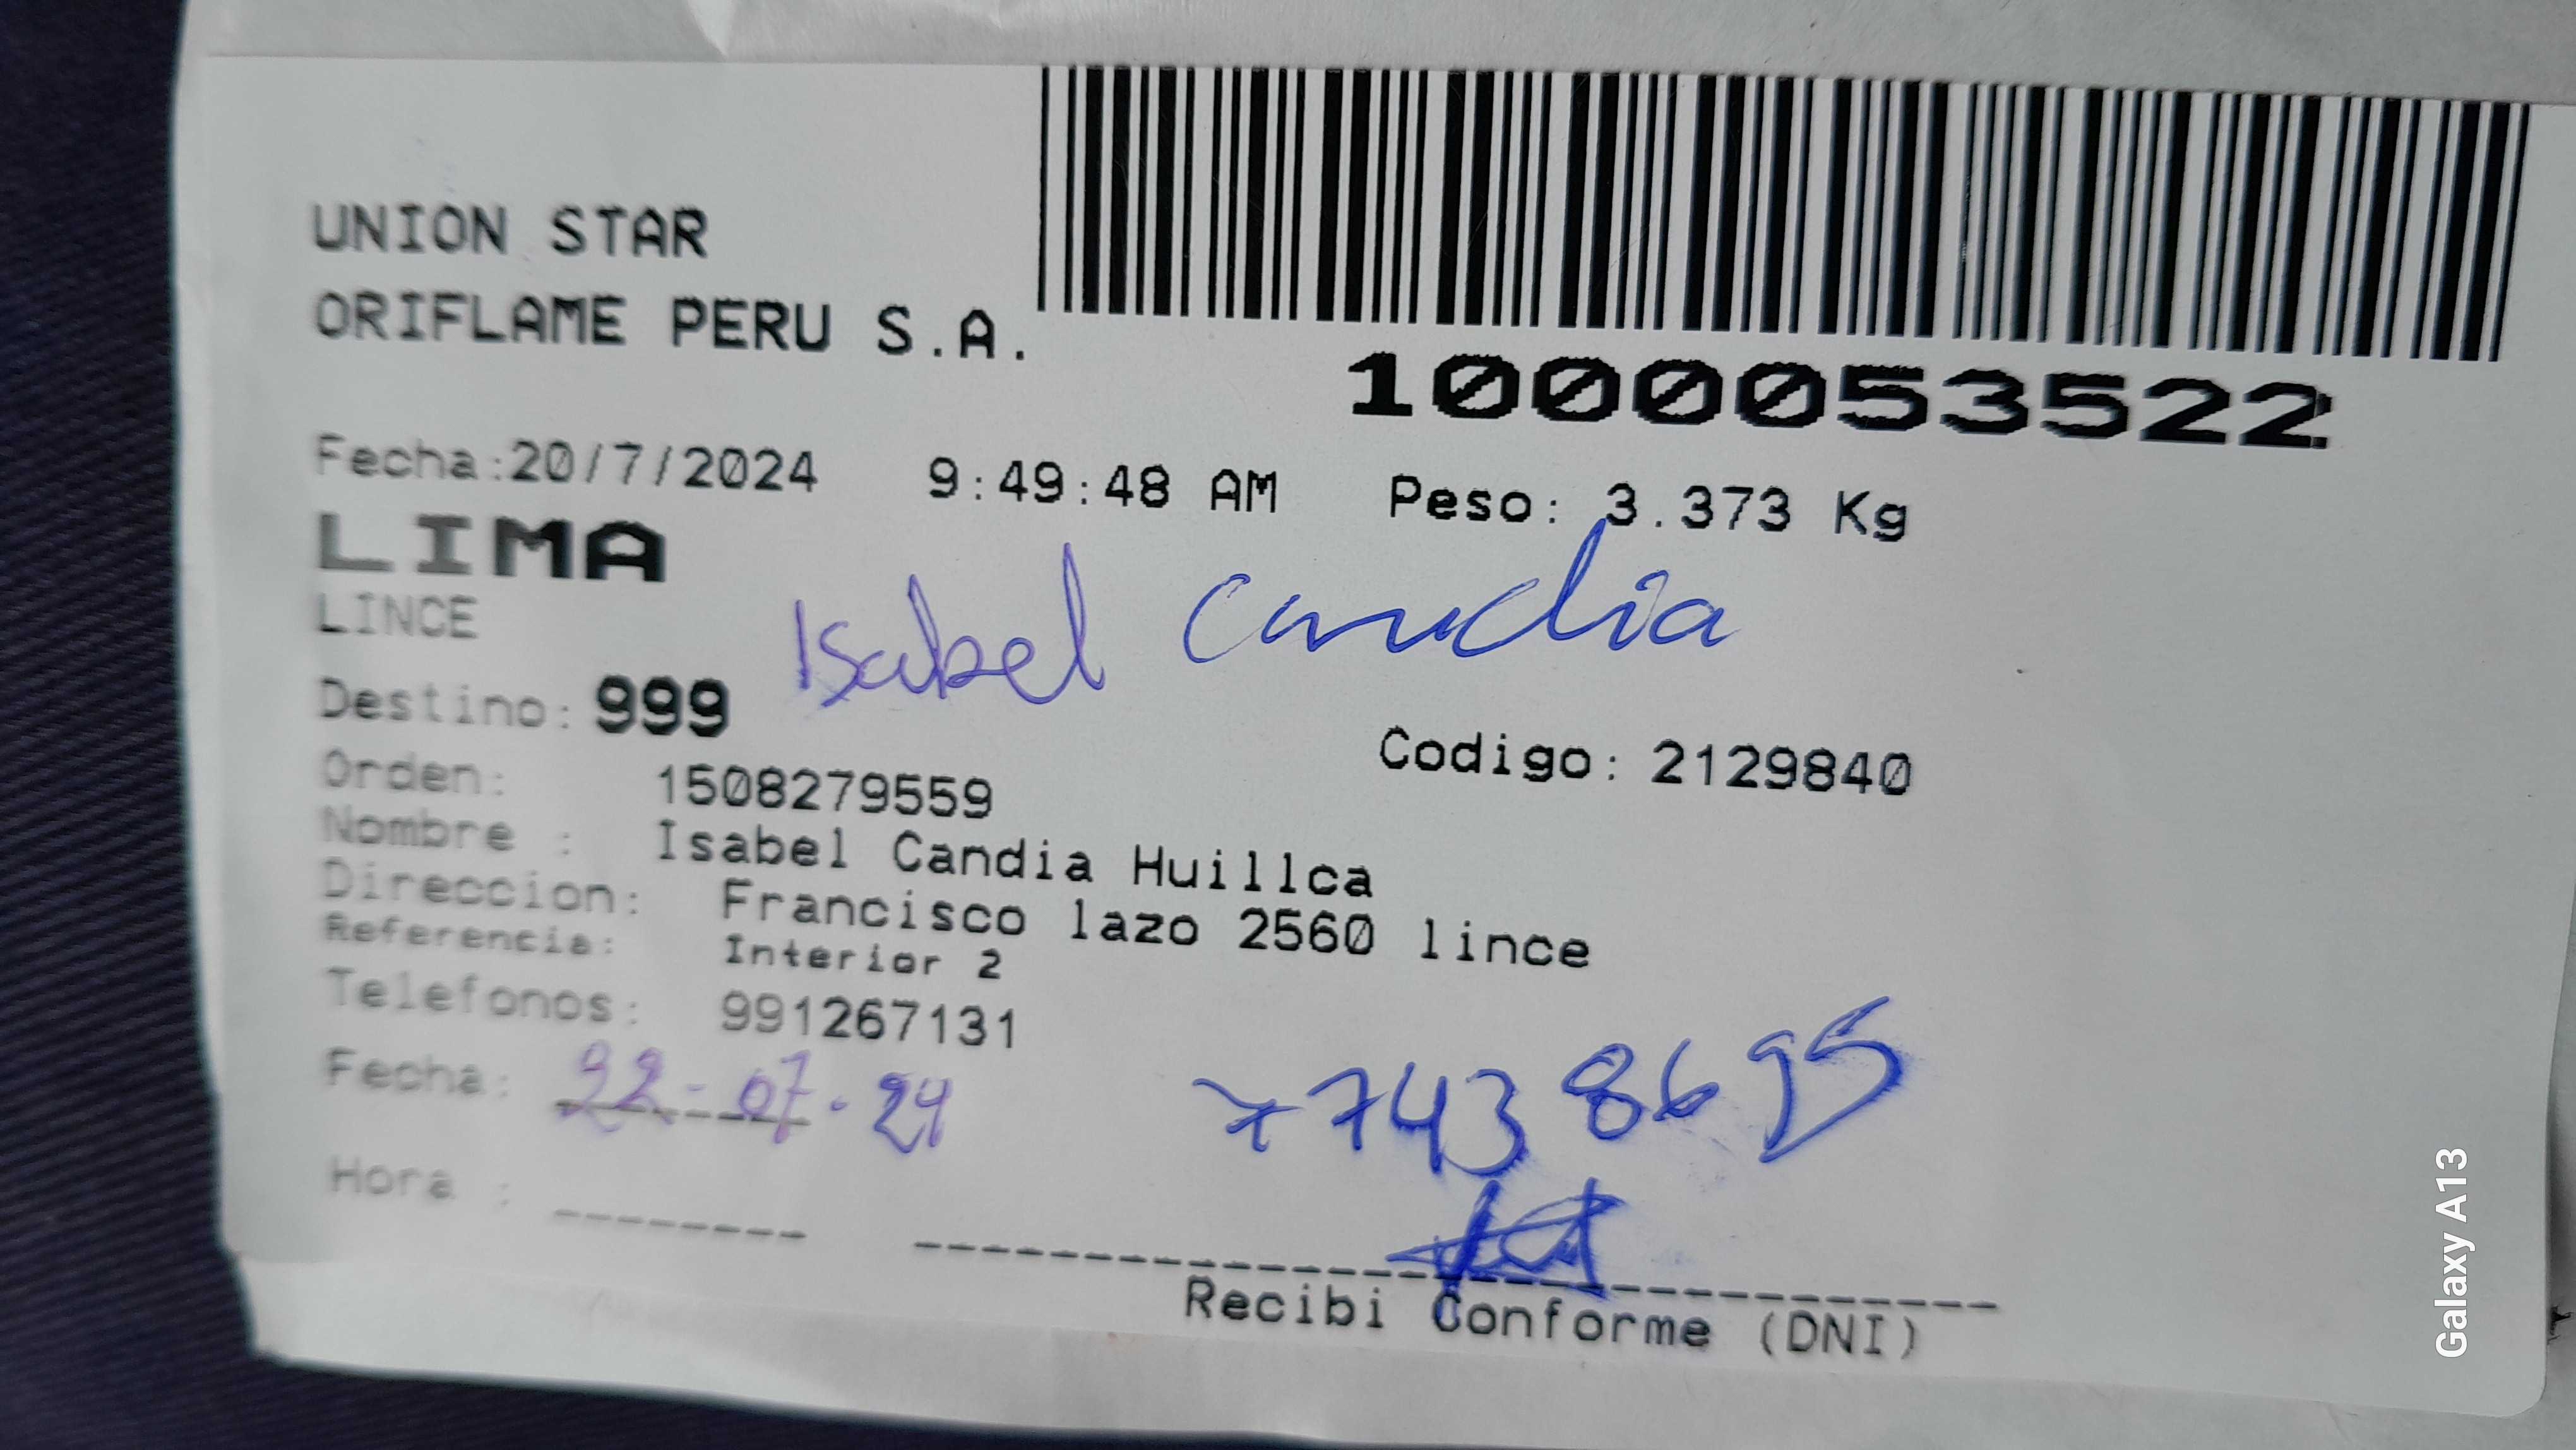 UNION STAR
ORIFLAME PERU S.A.
1000053522
Fecha:20/7/2024 9:49:48 AM Peso: 3.373 Kg
LIMA
LINCE
Isabel Candia
Destino: 999
Codigo: 2129840
Orden: 1508279559
Nombre : Isabel Candia Huillca
Direccion: Francisco lazo 2560 lince
Referencia: Interior 2
Telefonos: 991267131
Fecha: 22-07-24
77438695
Hora :
Recibi Conforme (DNI)
Galaxy A13